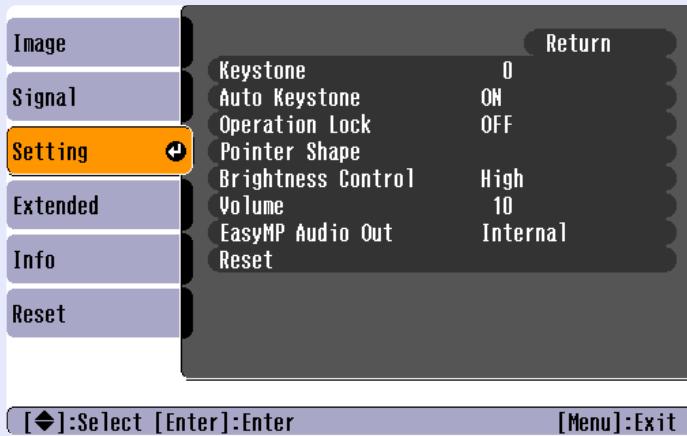 Image
Signal
Setting
Extended
Info
Reset
Return
Keystone 0
Auto Keystone ON
Operation Lock OFF
Pointer Shape
Brightness Control High
Volume 10
EasyMP Audio Out Internal
Reset
[◆]:Select [Enter]:Enter [Menu]:Exit